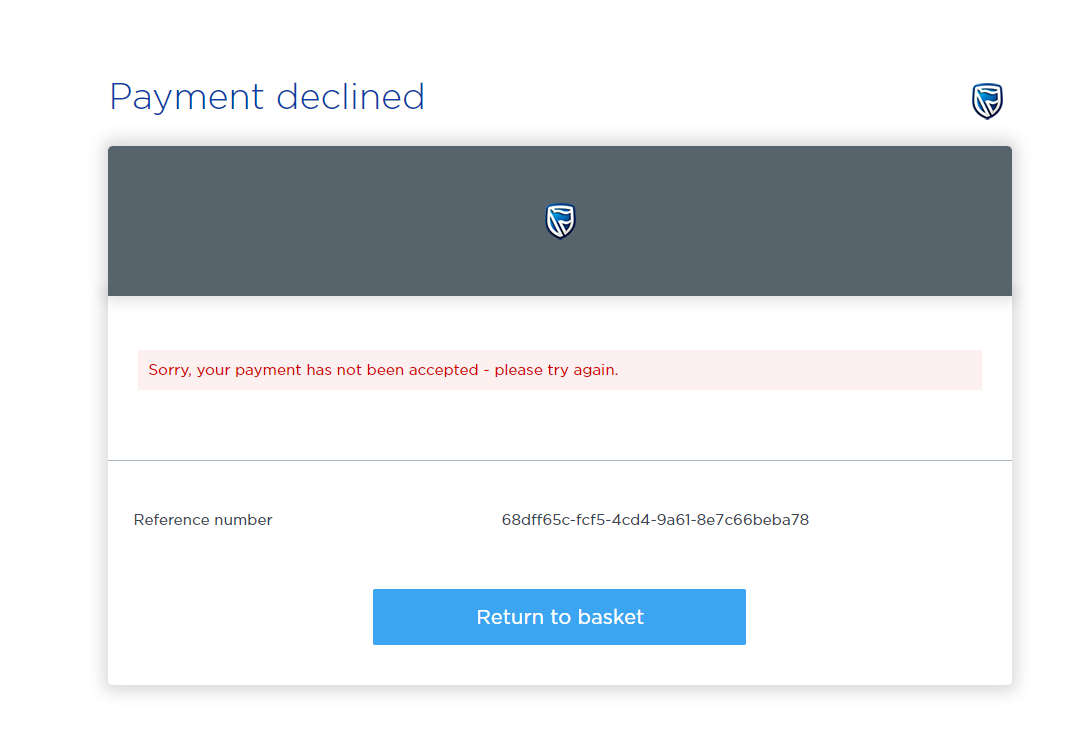 Payment declined
Sorry, your payment has not been accepted - please try again.
Reference number 68dff65c-fcf5-4cd4-9a61-8e7c66beba78
Return to basket